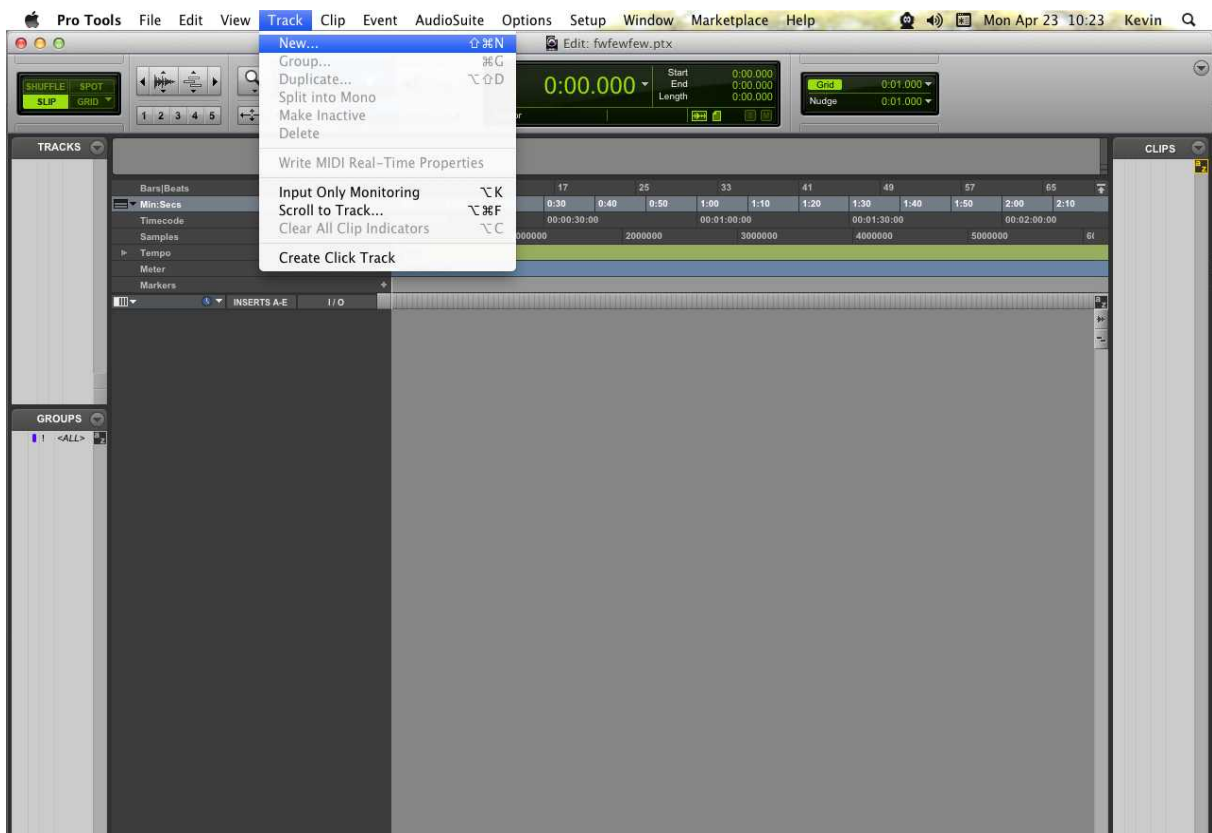 Pro Tools File Edit View Track Clip Event AudioSuite Options Setup Window Marketplace Help Mon Apr 23 10:23 Kevin
Edit: fwfewfew.ptx
New... ⇧⌘N
Group... ⌘G
Duplicate... ⌥⇧D
Split into Mono
Make Inactive
Delete
Write MIDI Real-Time Properties
Input Only Monitoring ⌥K
Scroll to Track... ⌥⌘F
Clear All Clip Indicators ⌥C
Create Click Track
SHUFFLE SPOT
SLIP GRID
1 2 3 4 5
0:00.000
Start 0:00.000
End 0:00.000
Length 0:00.000
Grid 0:01.000
Nudge 0:01.000
TRACKS
CLIPS
Bars|Beats 17 25 33 41 49 57 65
Min:Secs 0:30 0:40 0:50 1:00 1:10 1:20 1:30 1:40 1:50 2:00 2:10
Timecode 00:00:30:00 00:01:00:00 00:01:30:00 00:02:00:00
Samples 2000000 3000000 4000000 5000000
Tempo
Meter
Markers
INSERTS A-E I / O
GROUPS
! <ALL>
a z